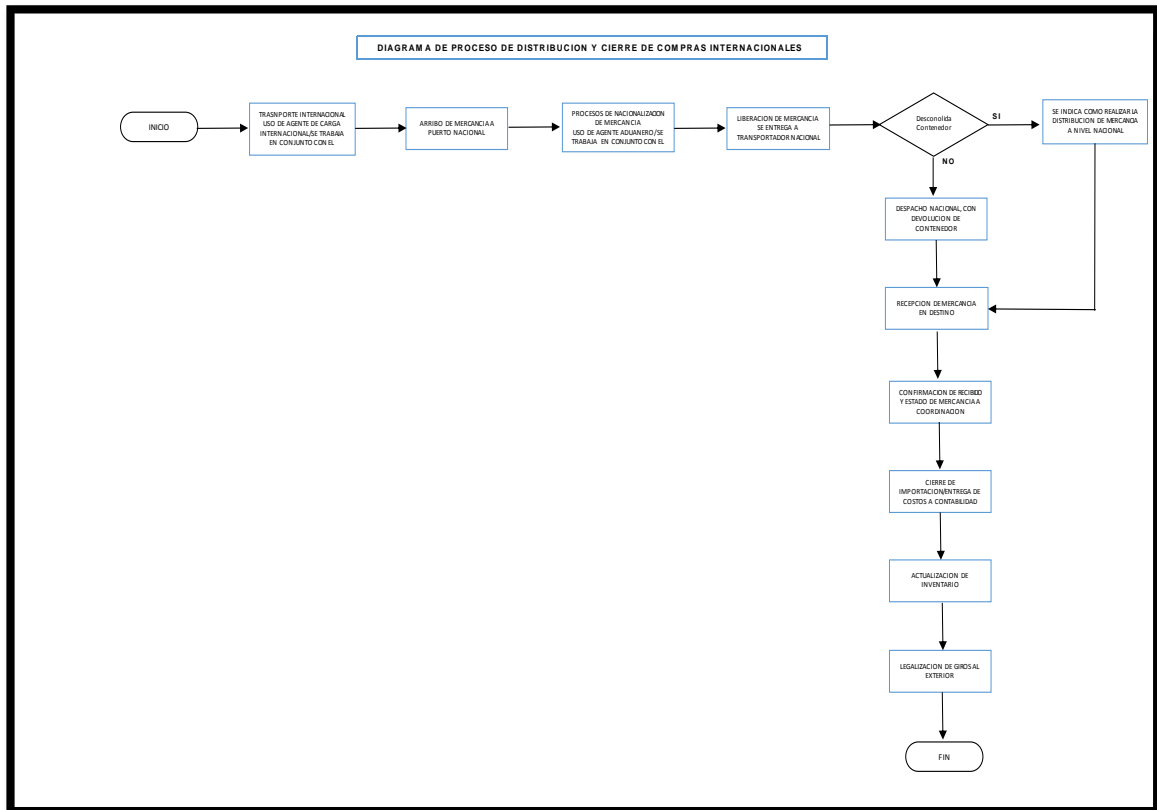 DIAGRAMA DE PROCESO DE DISTRIBUCION Y CIERRE DE COMPRAS INTERNACIONALES
INICIO
TRASNPORTE INTERNACIONAL
USO DE AGENTE DE CARGA
INTERNACIONAL/SE TRABAJA
EN CONJUNTO CON EL
ARRIBO DE MERCANCIA A
PUERTO NACIONAL
PROCESOS DE NACIONALIZACION
DE MERCANCIA
USO DE AGENTE ADUANERO/SE
TRABAJA EN CONJUNTO CON EL
LIBERACION DE MERCANCIA
SE ENTREGA A
TRANSPORTADOR NACIONAL
Desconolida
Contenedor
SI
SE INDICA COMO REALIZAR LA
DISTRIBUCION DE MERCANCIA
A NIVEL NACIONAL
NO
DESPACHO NACIONAL, CON
DEVOLUCION DE
CONTENEDOR
RECEPCION DE MERCANCIA
EN DESTINO
CONFIRMACION DE RECIBIDO
Y ESTADO DE MERCANCIA A
COORDINACION
CIERRE DE
IMPORTACION/ENTREGA DE
COSTOS A CONTABILIDAD
ACTUALIZACION DE
INVENTARIO
LEGALIZACION DE GIROS AL
EXTERIOR
FIN